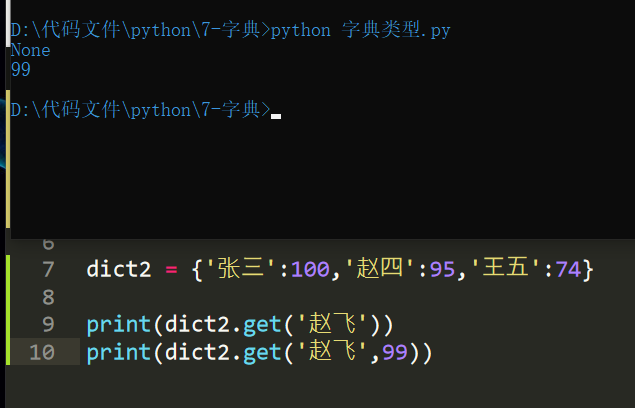 D:\代码文件\python\7-字典>python 字典类型.py
None
99
D:\代码文件\python\7-字典>
6
7 dict2 = {'张三':100,'赵四':95,'王五':74}
8
9 print(dict2.get('赵飞'))
10 print(dict2.get('赵飞',99))